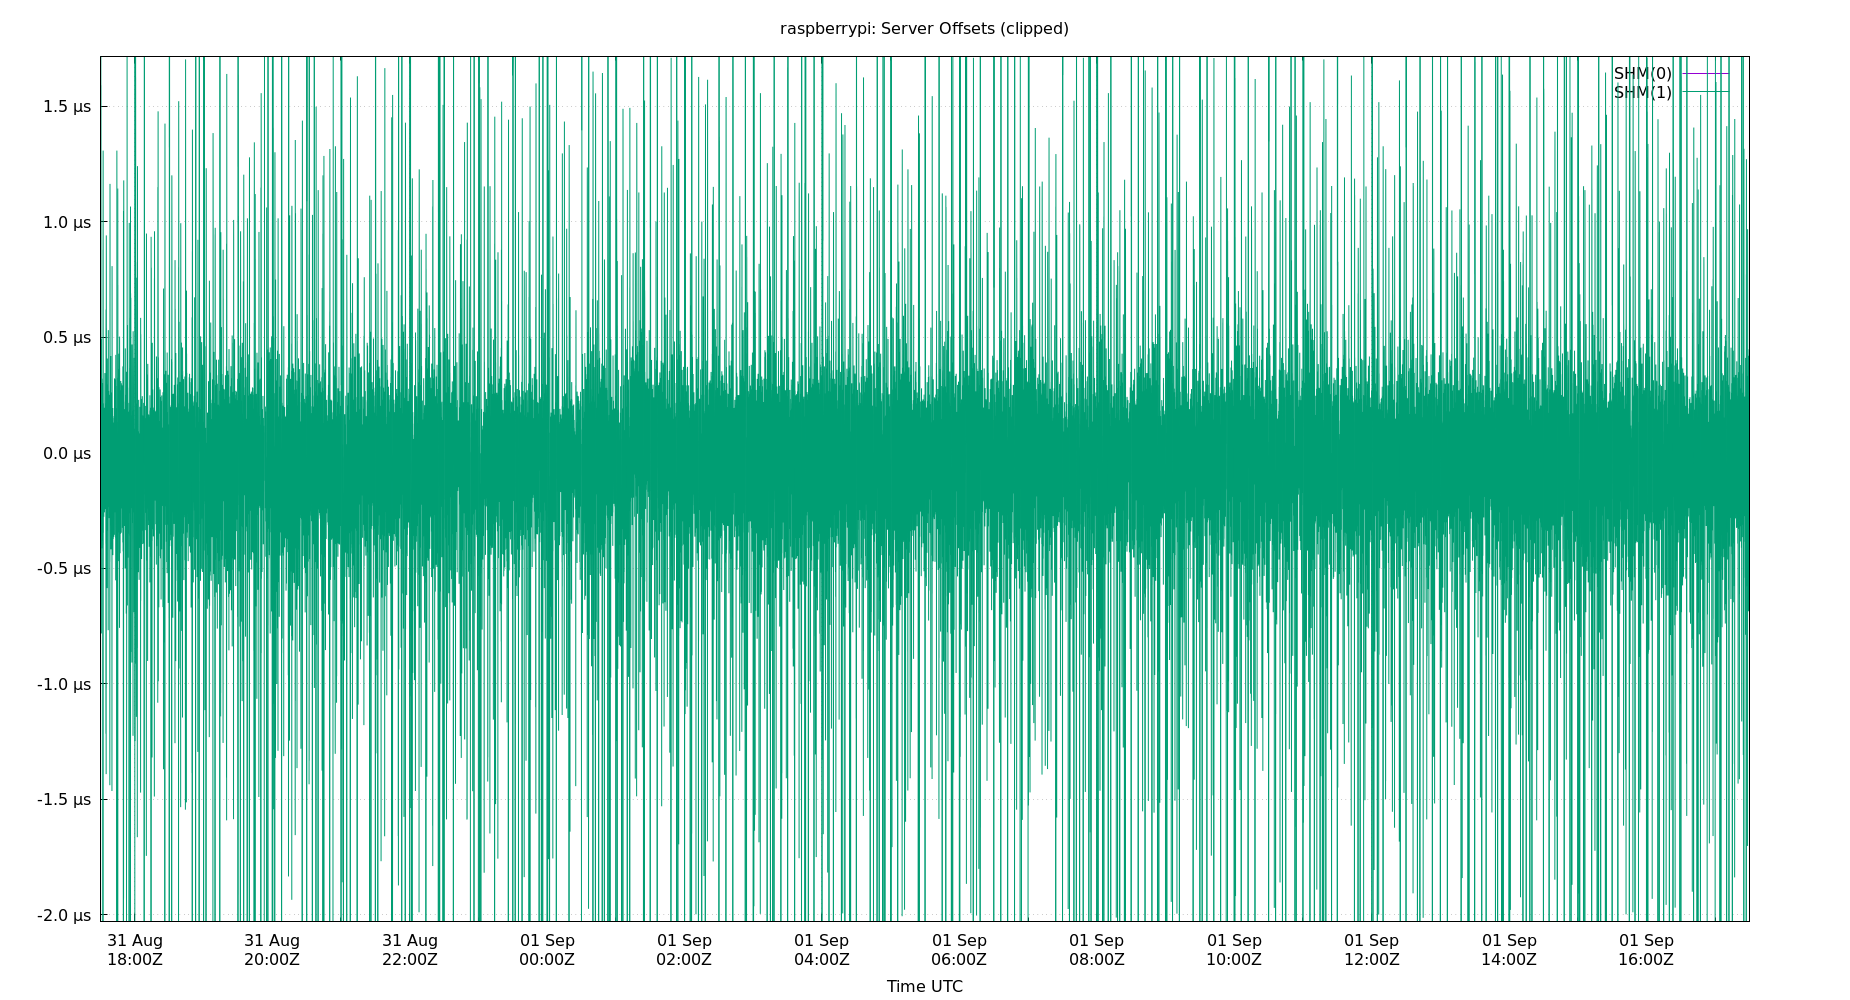 raspberrypi: Server Offsets (clipped)
SHM(0)
SHM(1)
1.5 µs
1.0 µs
0.5 µs
0.0 µs
-0.5 µs
-1.0 µs
-1.5 µs
-2.0 µs
31 Aug 31 Aug 31 Aug 01 Sep 01 Sep 01 Sep 01 Sep 01 Sep 01 Sep 01 Sep 01 Sep 01 Sep
18:00Z 20:00Z 22:00Z 00:00Z 02:00Z 04:00Z 06:00Z 08:00Z 10:00Z 12:00Z 14:00Z 16:00Z
Time UTC